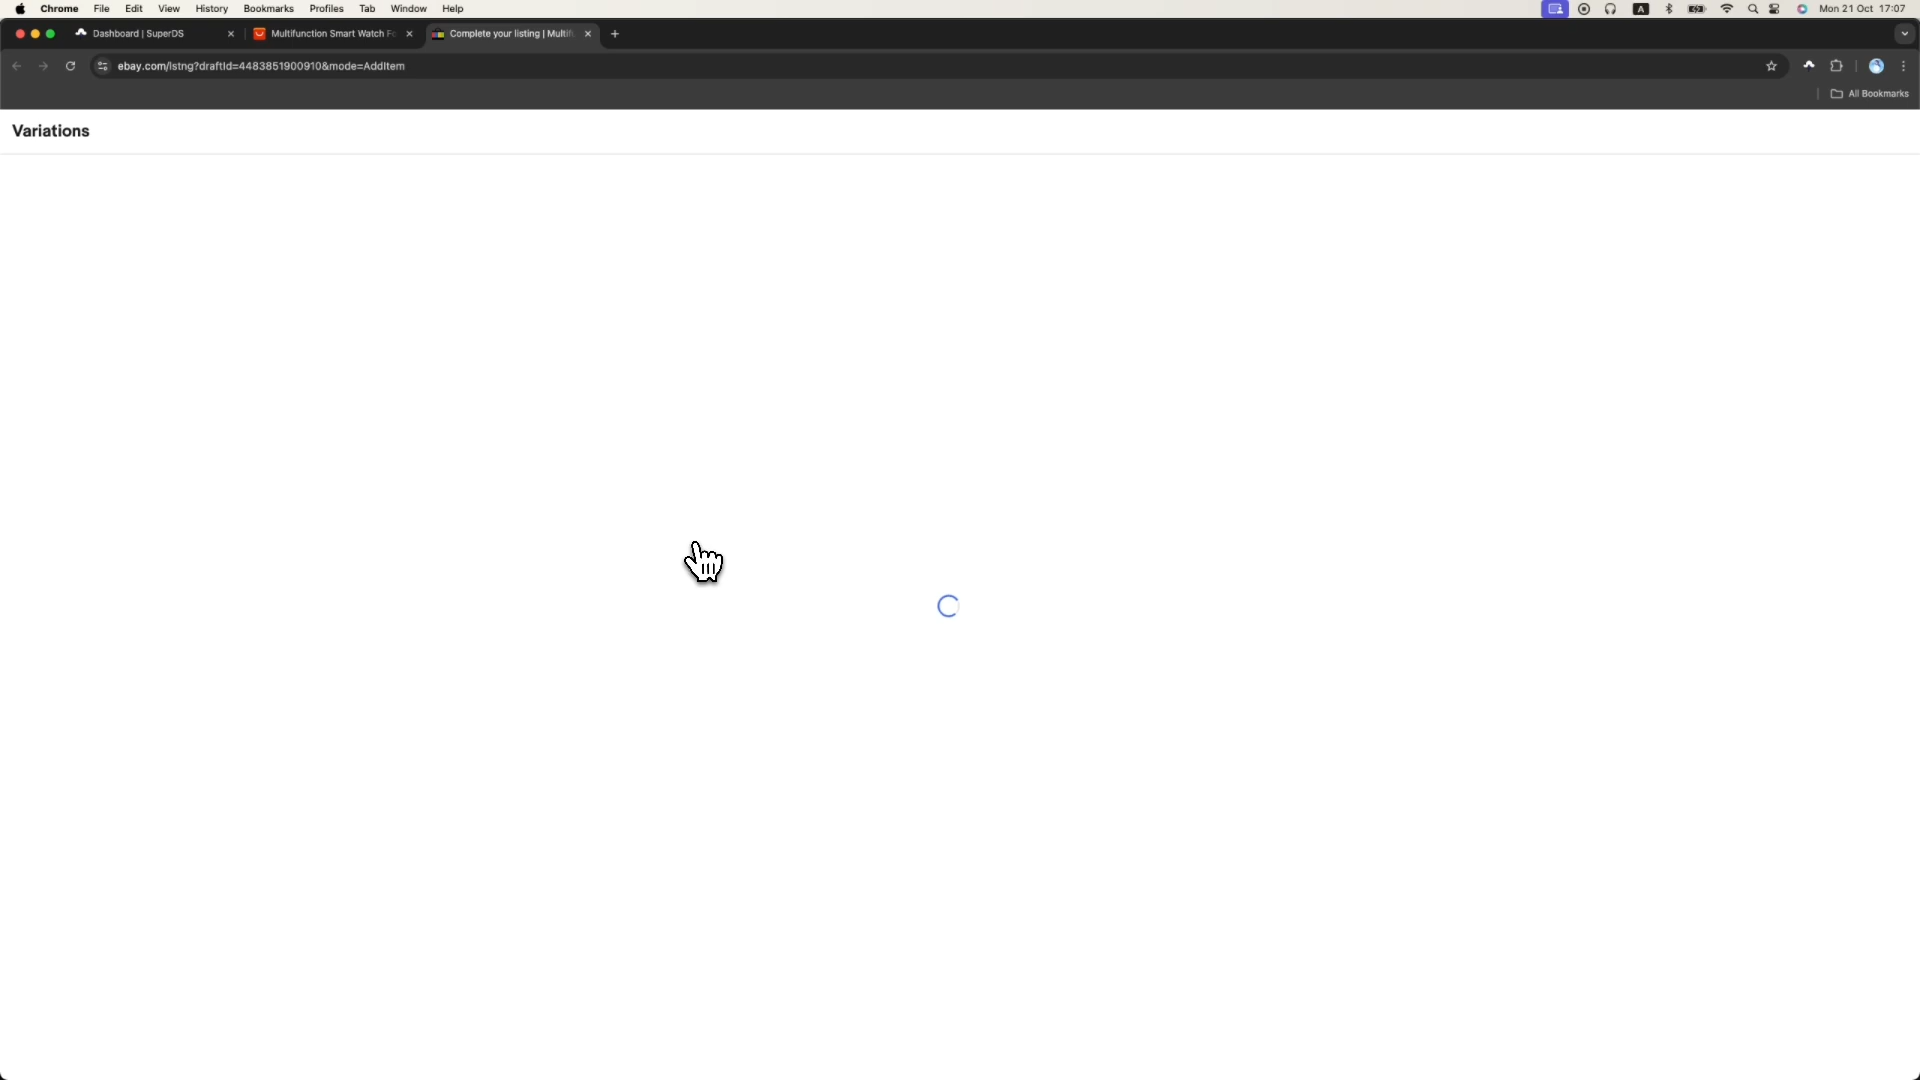 Chrome File Edit View History Bookmarks Profiles Tab Window Help A Mon 21 Oct 17:07
Dashboard | SuperDS Multifunction Smart Watch Fo Complete your listing | Multifu
ebay.com/lstng?draftId=4483851900910&mode=AddItem
All Bookmarks
Variations